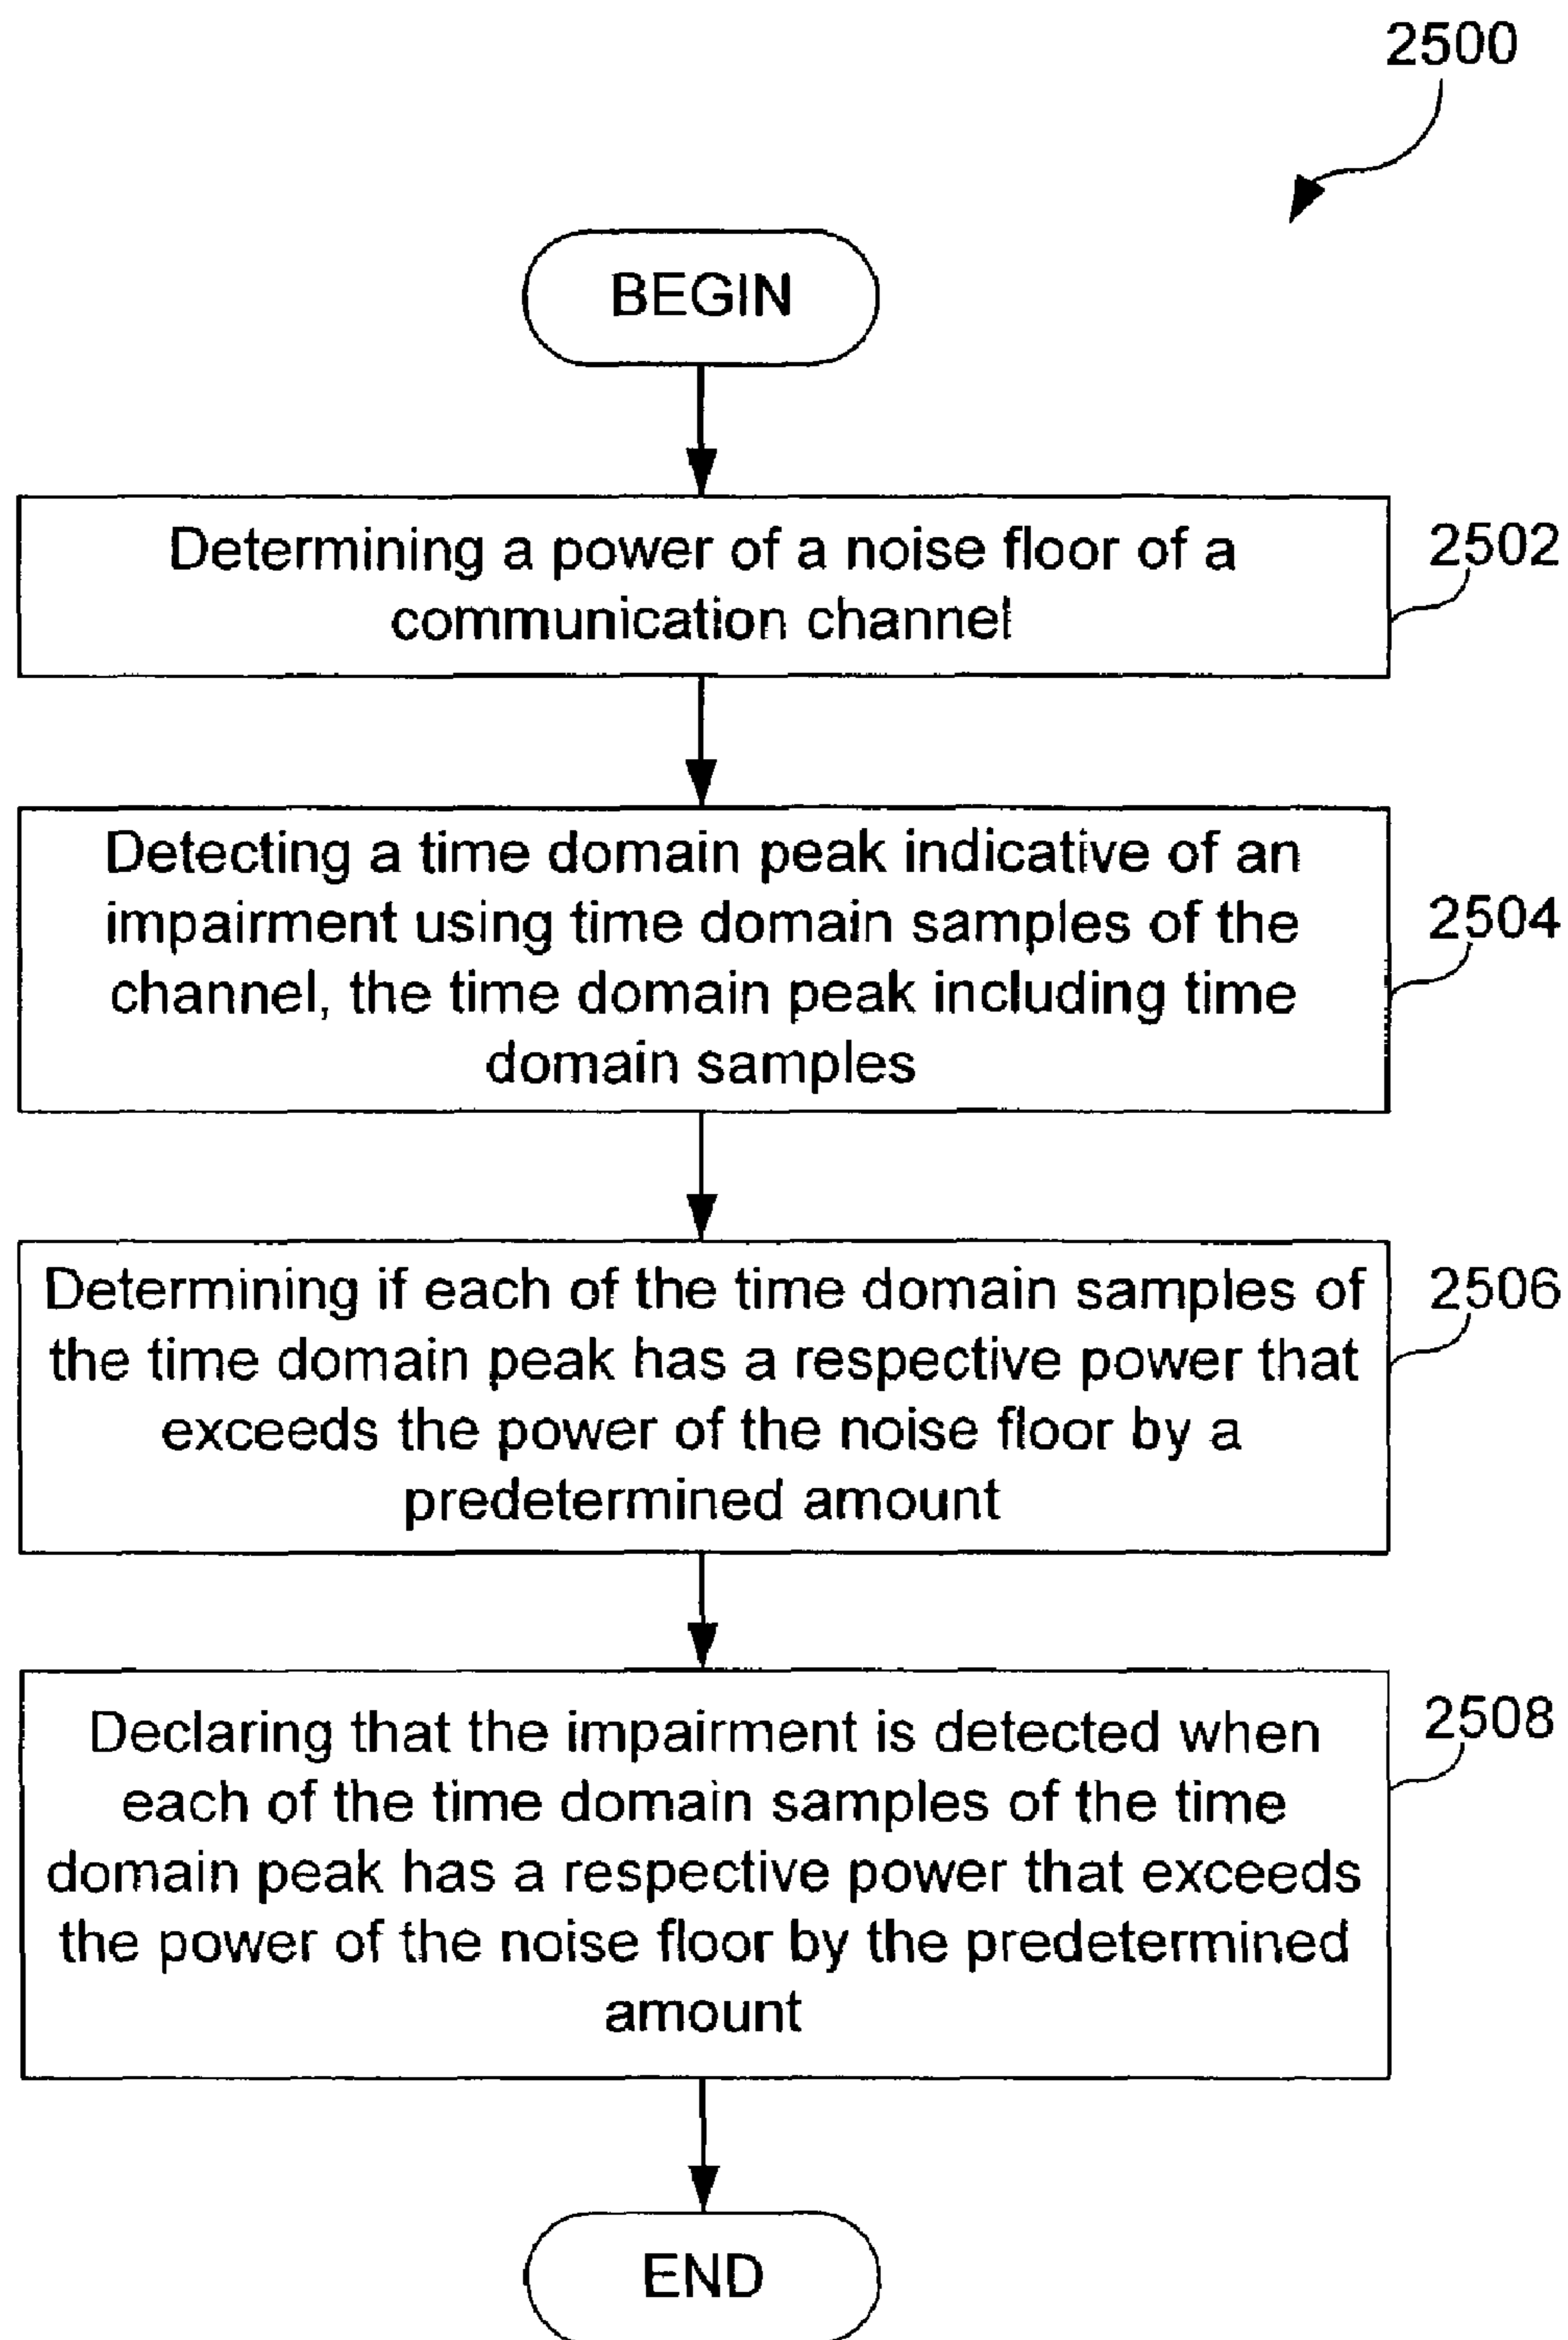 2500
BEGIN
Determining a power of a noise floor of a
communication channel
2502
Detecting a time domain peak indicative of an
impairment using time domain samples of the
channel, the time domain peak including time
domain samples
2504
Determining if each of the time domain samples of
the time domain peak has a respective power that
exceeds the power of the noise floor by a
predetermined amount
2506
Declaring that the impairment is detected when
each of the time domain samples of the time
domain peak has a respective power that exceeds
the power of the noise floor by the predetermined
amount
2508
END